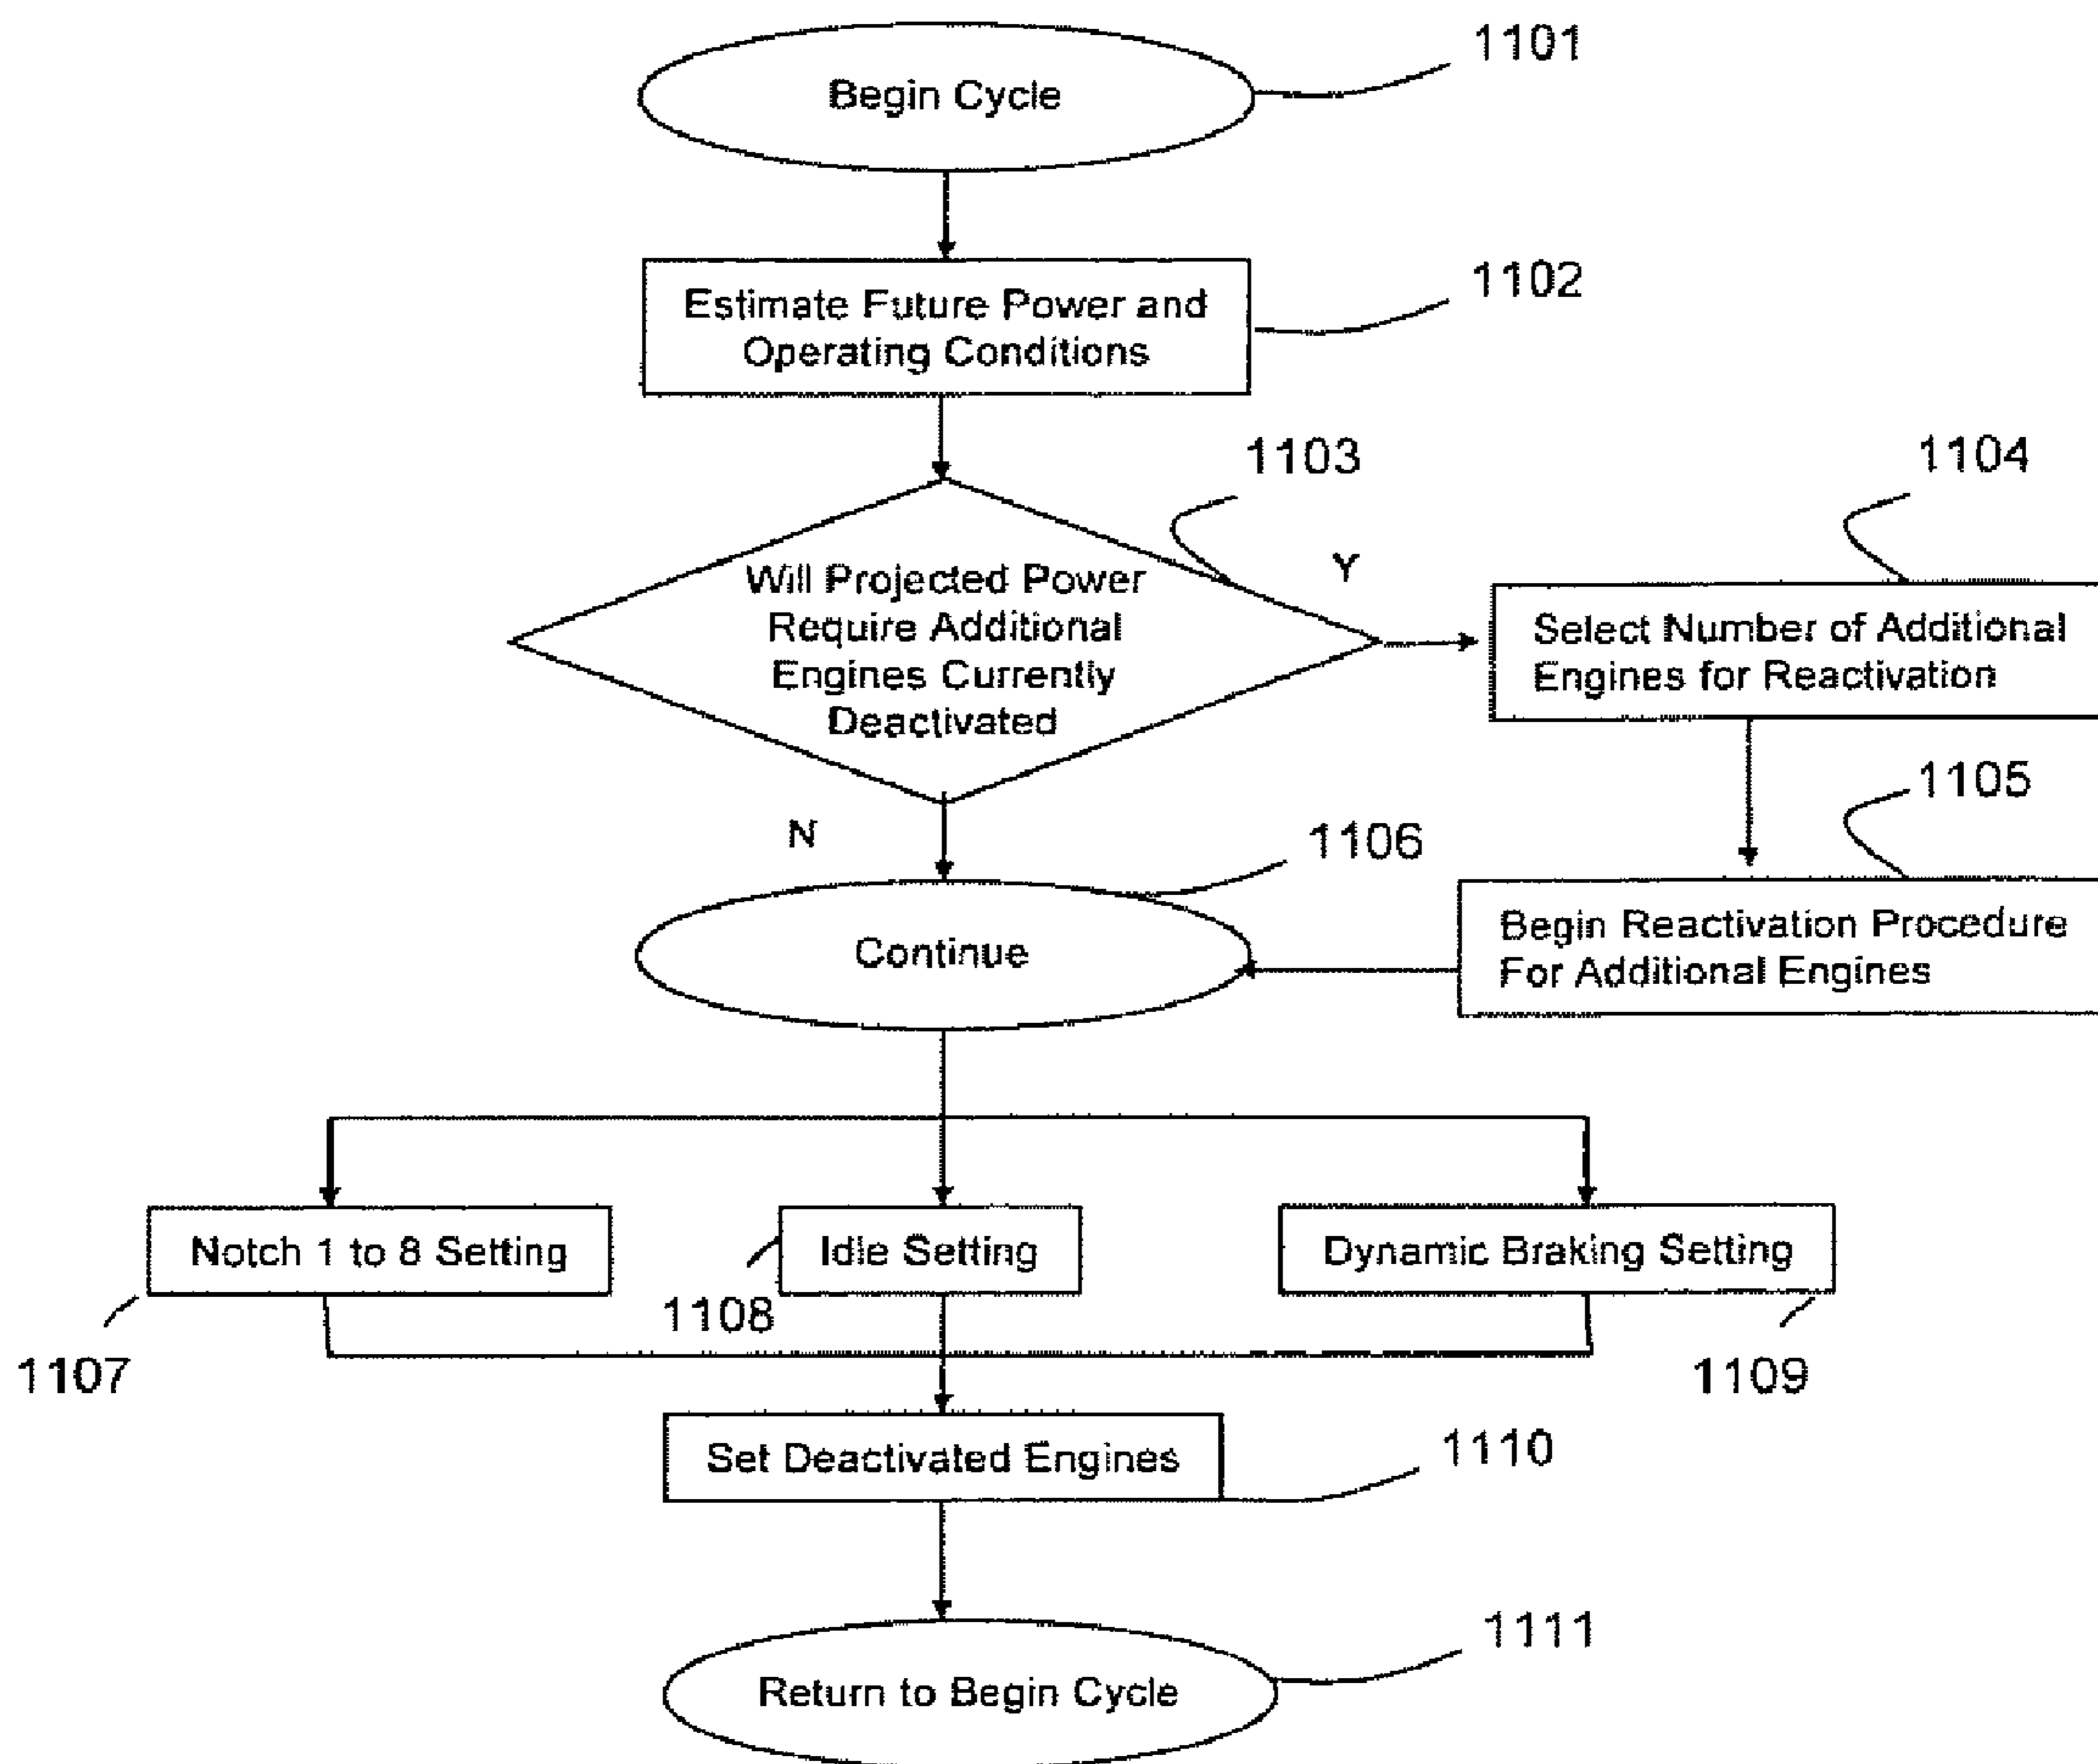 Begin Cycle
1101
Estimate Future Power and
Operating Conditions
1102
1103
Will Projected Power
Require Additional
Engines Currently
Deactivated
Y
1104
Select Number of Additional
Engines for Reactivation
1105
Begin Reactivation Procedure
For Additional Engines
N
1106
Continue
Notch 1 to 8 Setting
1107
Idle Setting
1108
Dynamic Braking Setting
1109
Set Deactivated Engines
1110
Return to Begin Cycle
1111